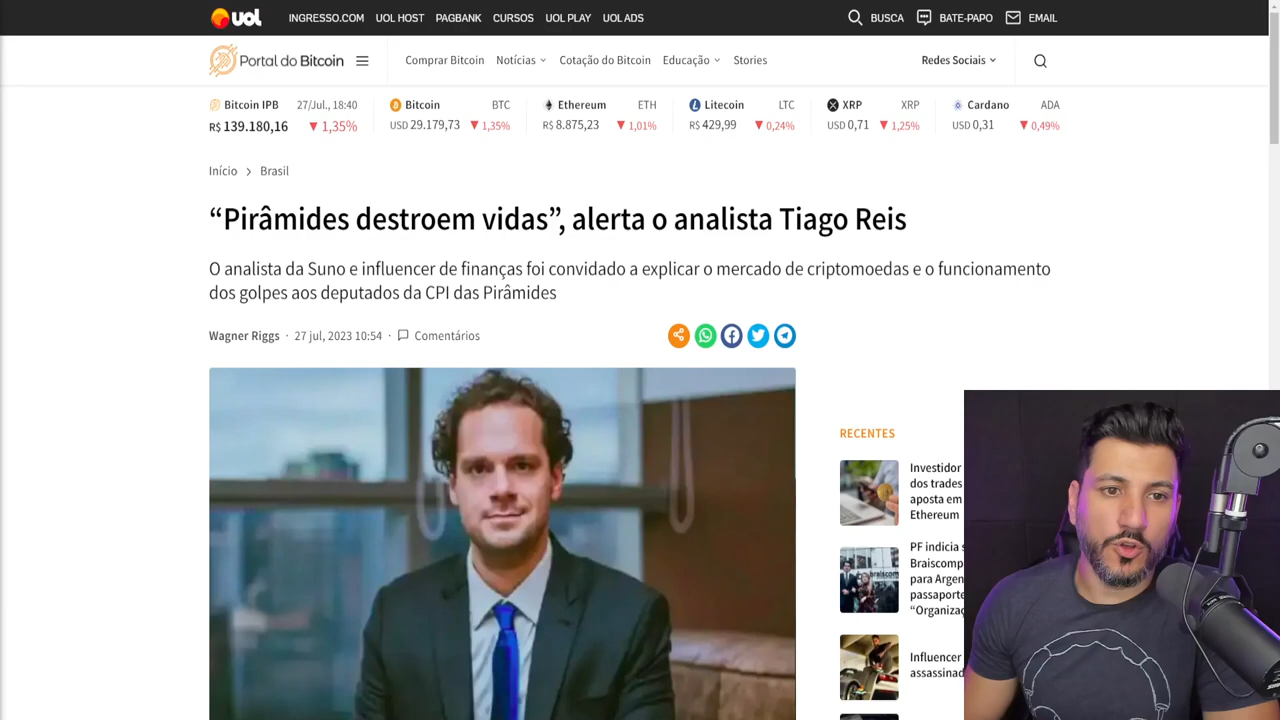 uol INGRESSO.COM UOL HOST PAGBANK CURSOS UOL PLAY UOL ADS BUSCA BATE-PAPO EMAIL
Portal do Bitcoin Comprar Bitcoin Notícias Cotação do Bitcoin Educação Stories Redes Sociais
Bitcoin IPB 27/Jul., 18:40 Bitcoin BTC Ethereum ETH Litecoin LTC XRP XRP Cardano ADA
R$ 139.180,16 ▼ 1,35% USD 29.179,73 ▼ 1,35% R$ 8.875,23 ▼ 1,01% R$ 429,99 ▼ 0,24% USD 0,71 ▼ 1,25% USD 0,31 ▼ 0,49%
Início > Brasil
“Pirâmides destroem vidas”, alerta o analista Tiago Reis
O analista da Suno e influencer de finanças foi convidado a explicar o mercado de criptomoedas e o funcionamento
dos golpes aos deputados da CPI das Pirâmides
Wagner Riggs · 27 jul, 2023 10:54 · Comentários
RECENTES
Investidor
dos trades
aposta em
Ethereum
PF indicia
Braiscomp
para Argen
passaporte
“Organizaç
Influencer
assassinad